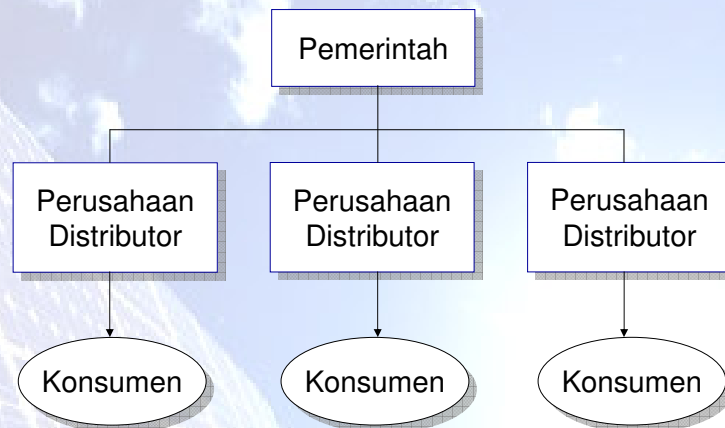 Pemerintah
Perusahaan
Distributor
Perusahaan
Distributor
Perusahaan
Distributor
Konsumen
Konsumen
Konsumen